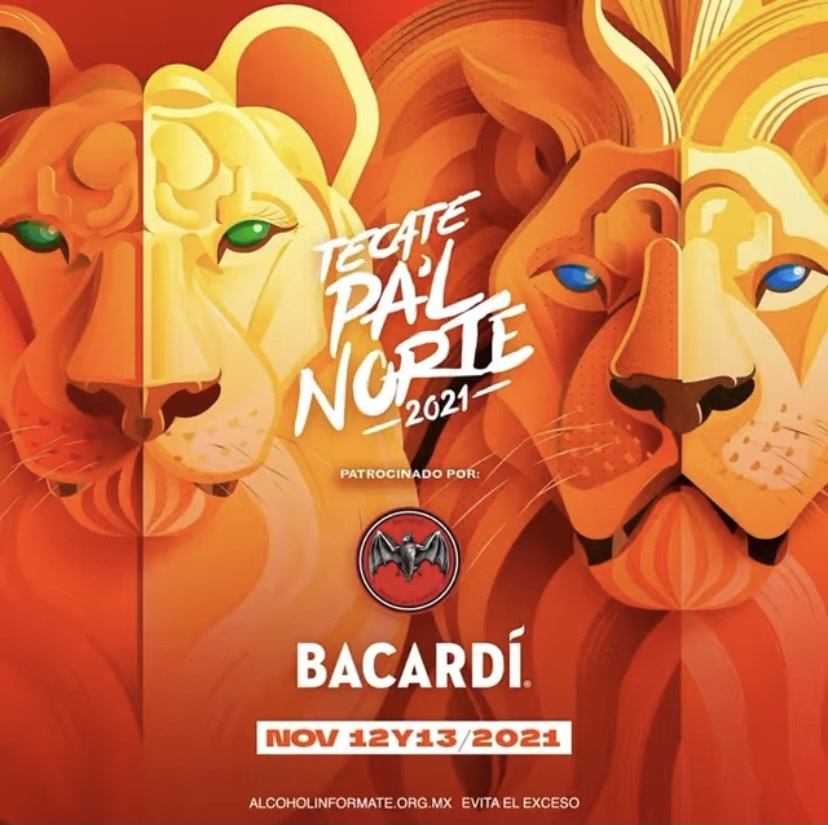 TECATE
PA'L
NORTE
2021
PATROCINADO POR:
BACARDÍ®
NOV 12Y13/2021
ALCOHOLINFORMATE.ORG.MX EVITA EL EXCESO